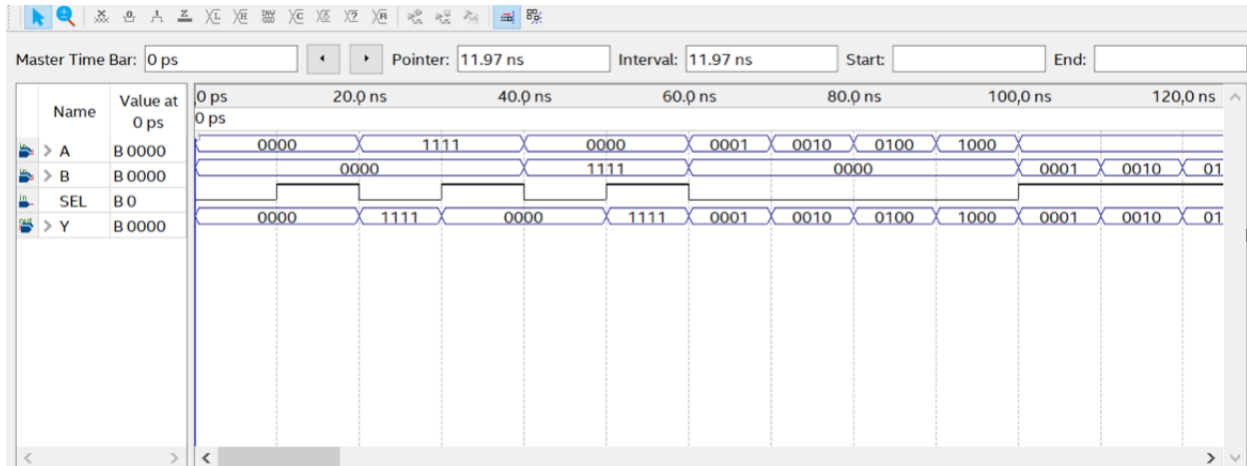 Master Time Bar: 0 ps Pointer: 11.97 ns Interval: 11.97 ns Start: End:
Name Value at 0 ps
0 ps 20.0 ns 40.0 ns 60.0 ns 80.0 ns 100.0 ns 120.0 ns
0 ps
A B 0000 0000 1111 0000 0001 0010 0100 1000
B B 0000 0000 1111 0000 0001 0010 01
SEL B 0
Y B 0000 0000 1111 0000 1111 0001 0010 0100 1000 0001 0010 01